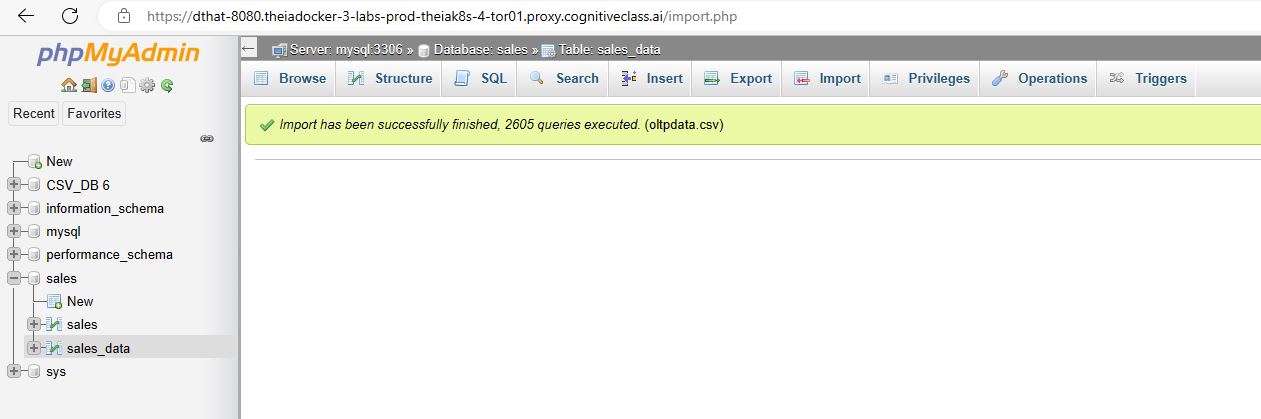 https://dthat-8080.theiadocker-3-labs-prod-theiak8s-4-tor01.proxy.cognitiveclass.ai/import.php
phpMyAdmin
Recent Favorites
New
CSV_DB 6
information_schema
mysql
performance_schema
sales
New
sales
sales_data
sys
Server: mysql:3306 » Database: sales » Table: sales_data
Browse Structure SQL Search Insert Export Import Privileges Operations Triggers
Import has been successfully finished, 2605 queries executed. (oltpdata.csv)